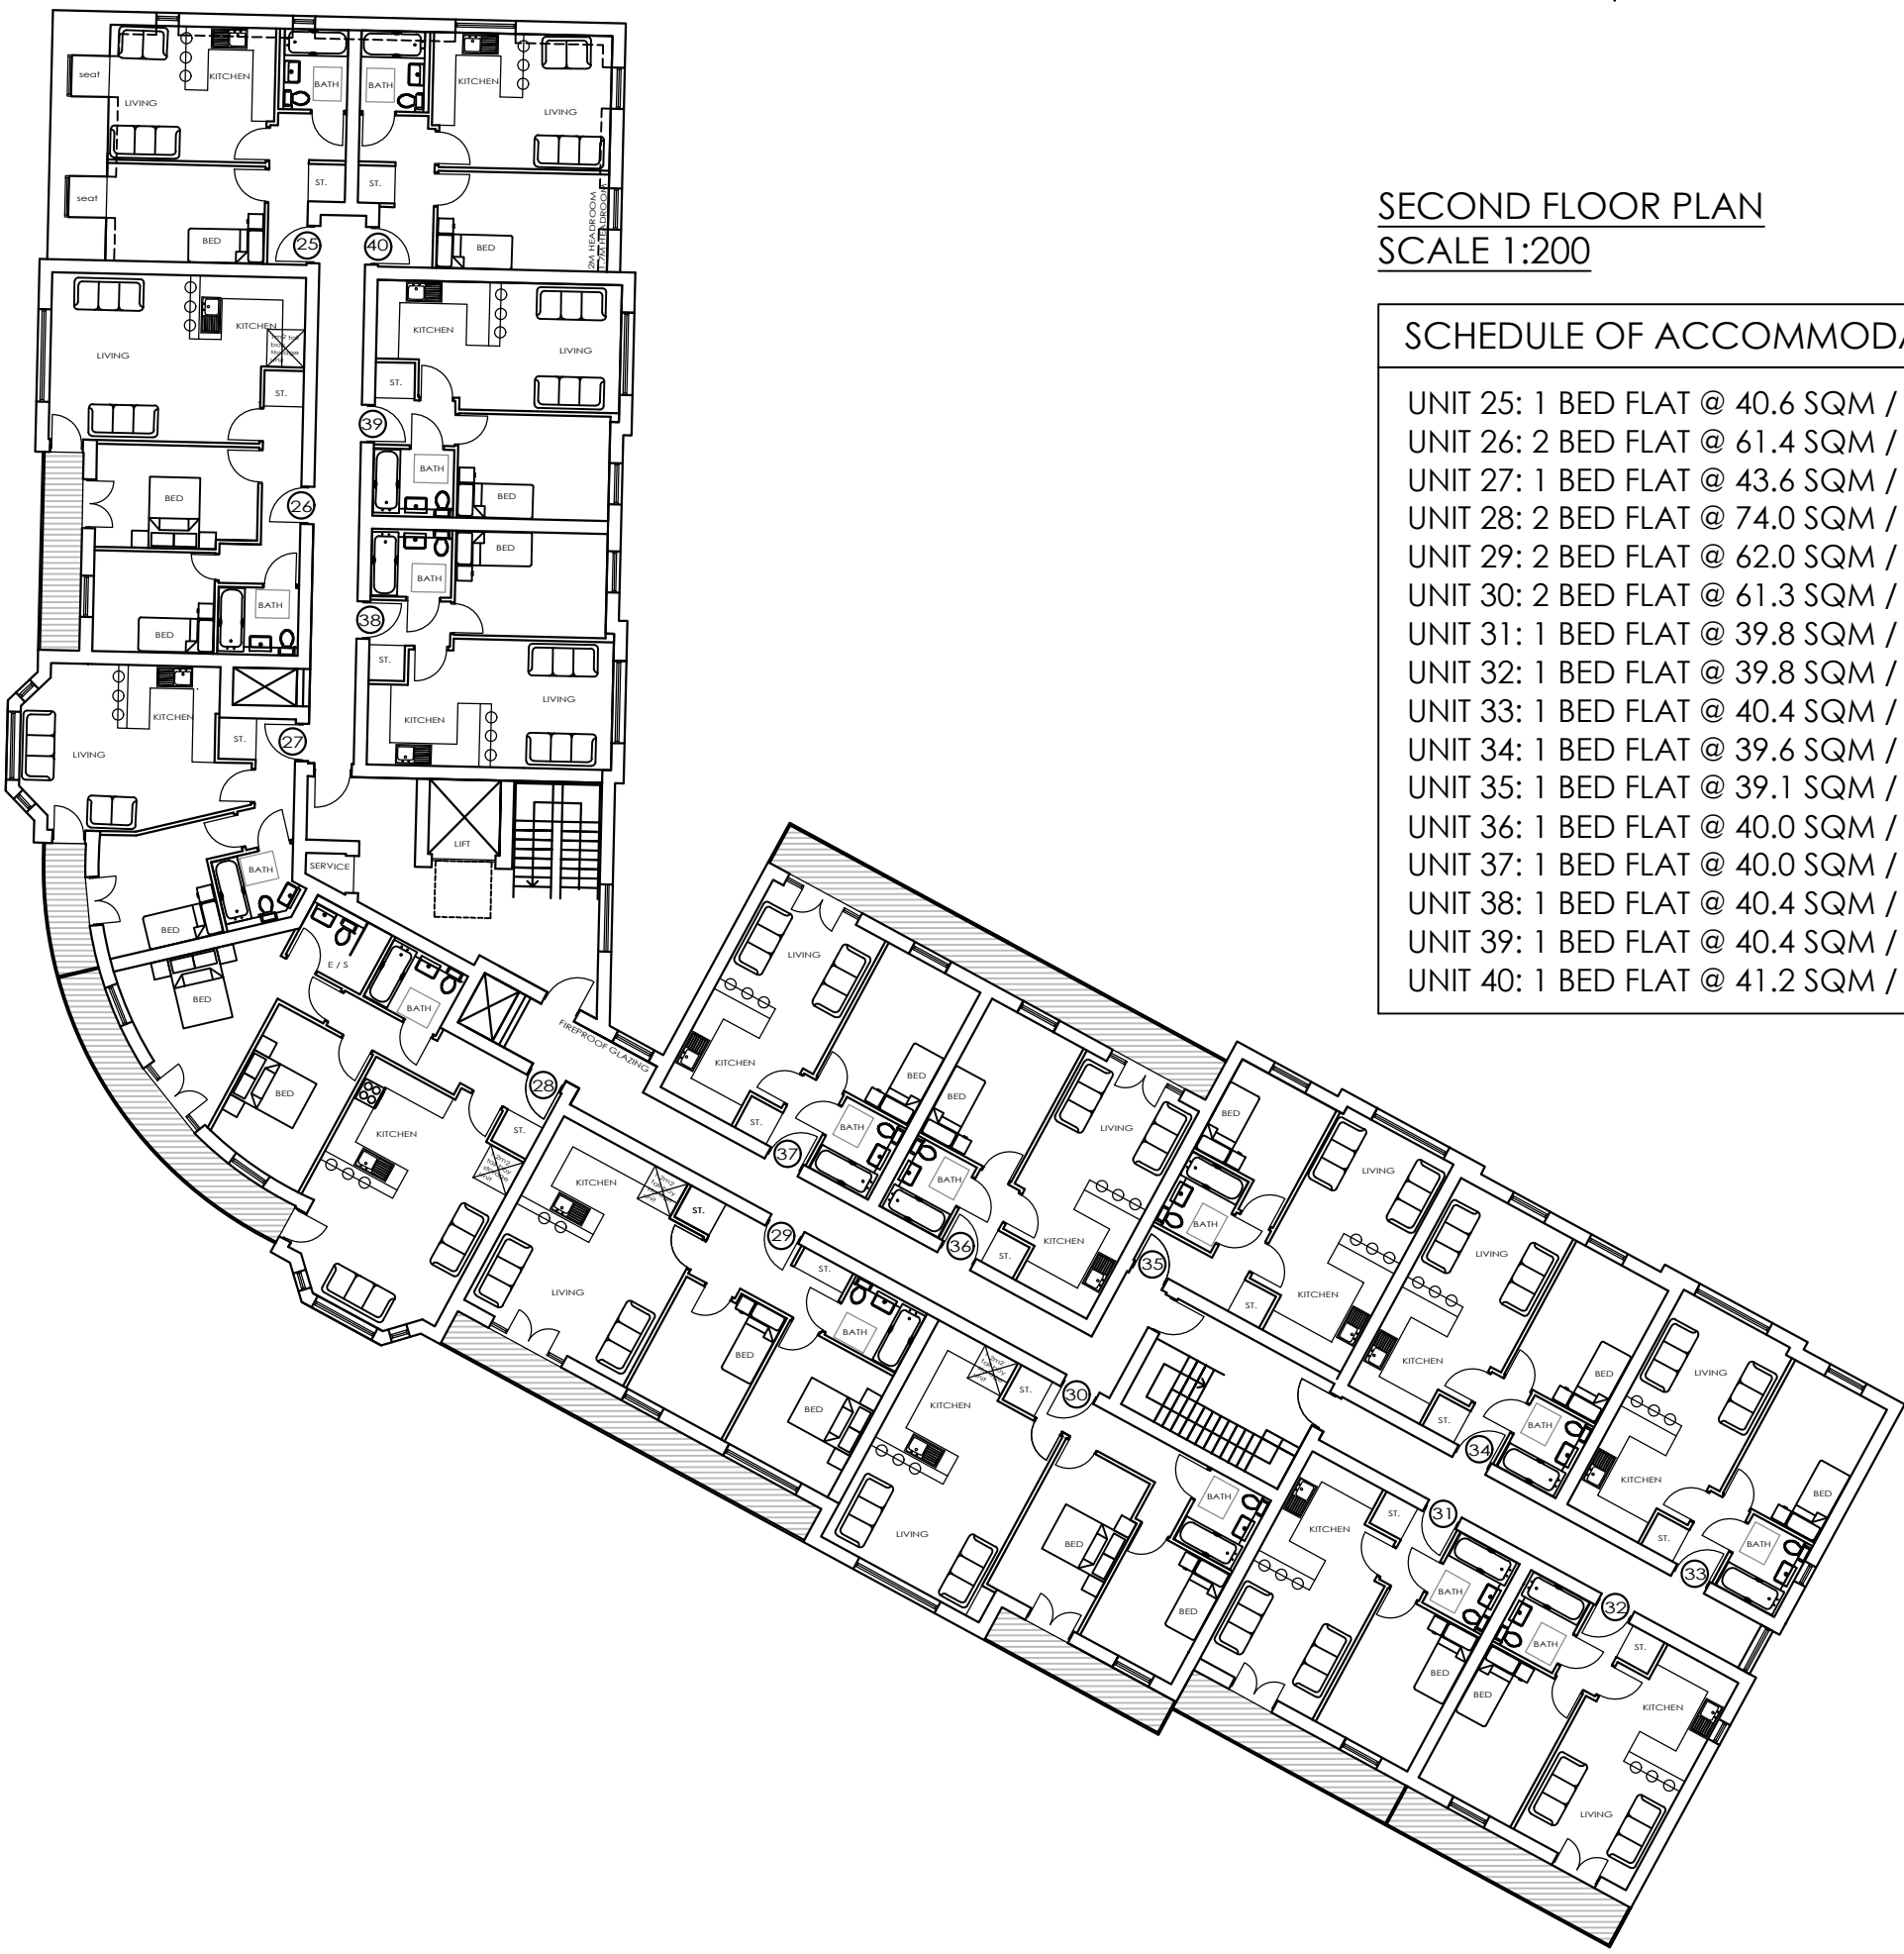 SECOND FLOOR PLAN
SCALE 1:200
SCHEDULE OF ACCOMMODA
UNIT 25: 1 BED FLAT @ 40.6 SQM /
UNIT 26: 2 BED FLAT @ 61.4 SQM /
UNIT 27: 1 BED FLAT @ 43.6 SQM /
UNIT 28: 2 BED FLAT @ 74.0 SQM /
UNIT 29: 2 BED FLAT @ 62.0 SQM /
UNIT 30: 2 BED FLAT @ 61.3 SQM /
UNIT 31: 1 BED FLAT @ 39.8 SQM /
UNIT 32: 1 BED FLAT @ 39.8 SQM /
UNIT 33: 1 BED FLAT @ 40.4 SQM /
UNIT 34: 1 BED FLAT @ 39.6 SQM /
UNIT 35: 1 BED FLAT @ 39.1 SQM /
UNIT 36: 1 BED FLAT @ 40.0 SQM /
UNIT 37: 1 BED FLAT @ 40.0 SQM /
UNIT 38: 1 BED FLAT @ 40.4 SQM /
UNIT 39: 1 BED FLAT @ 40.4 SQM /
UNIT 40: 1 BED FLAT @ 41.2 SQM /
seat
LIVING
KITCHEN
BATH
seat
BED
ST.
25
BATH
KITCHEN
LIVING
ST.
BED
40
2M HEADROOM
1.7M HEADROOM
LIVING
KITCHEN
ST.
BED
26
BED
BATH
KITCHEN
LIVING
ST.
39
BATH
BED
BED
BATH
38
ST.
LIVING
KITCHEN
KITCHEN
LIVING
ST.
27
BATH
BED
SERVICE
LIFT
FIREPROOF GLAZING
BED
E / S
BATH
BED
28
KITCHEN
ST.
KITCHEN
ST.
LIVING
29
ST.
BATH
BED
BED
LIVING
KITCHEN
BED
ST.
BATH
37
BED
LIVING
BATH
36
ST.
KITCHEN
BED
LIVING
BATH
35
ST.
KITCHEN
KITCHEN
ST.
30
LIVING
BED
BATH
BED
LIVING
KITCHEN
BED
ST.
BATH
34
LIVING
KITCHEN
BED
ST.
BATH
33
KITCHEN
ST.
31
BATH
BED
32
BATH
ST.
BED
KITCHEN
LIVING